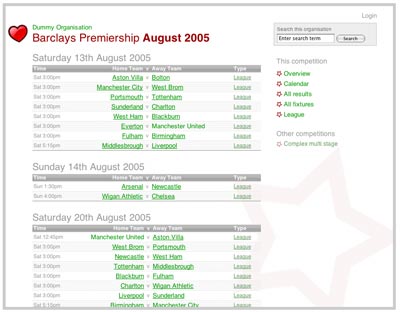 Login
Dummy Organisation
Barclays Premiership August 2005
Search this organisation
Enter search term Search
Saturday 13th August 2005
Time Home Team v Away Team Type
Sat 3:00pm Aston Villa v Bolton League
Sat 3:00pm Manchester City v West Brom League
Sat 3:00pm Portsmouth v Tottenham League
Sat 3:00pm Sunderland v Charlton League
Sat 3:00pm West Ham v Blackburn League
Sat 3:00pm Everton v Manchester United League
Sat 3:00pm Fulham v Birmingham League
Sat 5:15pm Middlesbrough v Liverpool League
Sunday 14th August 2005
Time Home Team v Away Team Type
Sun 1:30pm Arsenal v Newcastle League
Sun 4:00pm Wigan Athletic v Chelsea League
Saturday 20th August 2005
Time Home Team v Away Team Type
Sat 12:45pm Manchester United v Aston Villa League
Sat 3:00pm West Brom v Portsmouth League
Sat 3:00pm Newcastle v West Ham League
Sat 3:00pm Tottenham v Middlesbrough League
Sat 3:00pm Blackburn v Fulham League
Sat 3:00pm Charlton v Wigan Athletic League
Sat 3:00pm Liverpool v Sunderland League
Sat 3:00pm Birmingham v Manchester City League
This competition
Overview
Calendar
All results
All fixtures
League
Other competitions
Complex multi stage